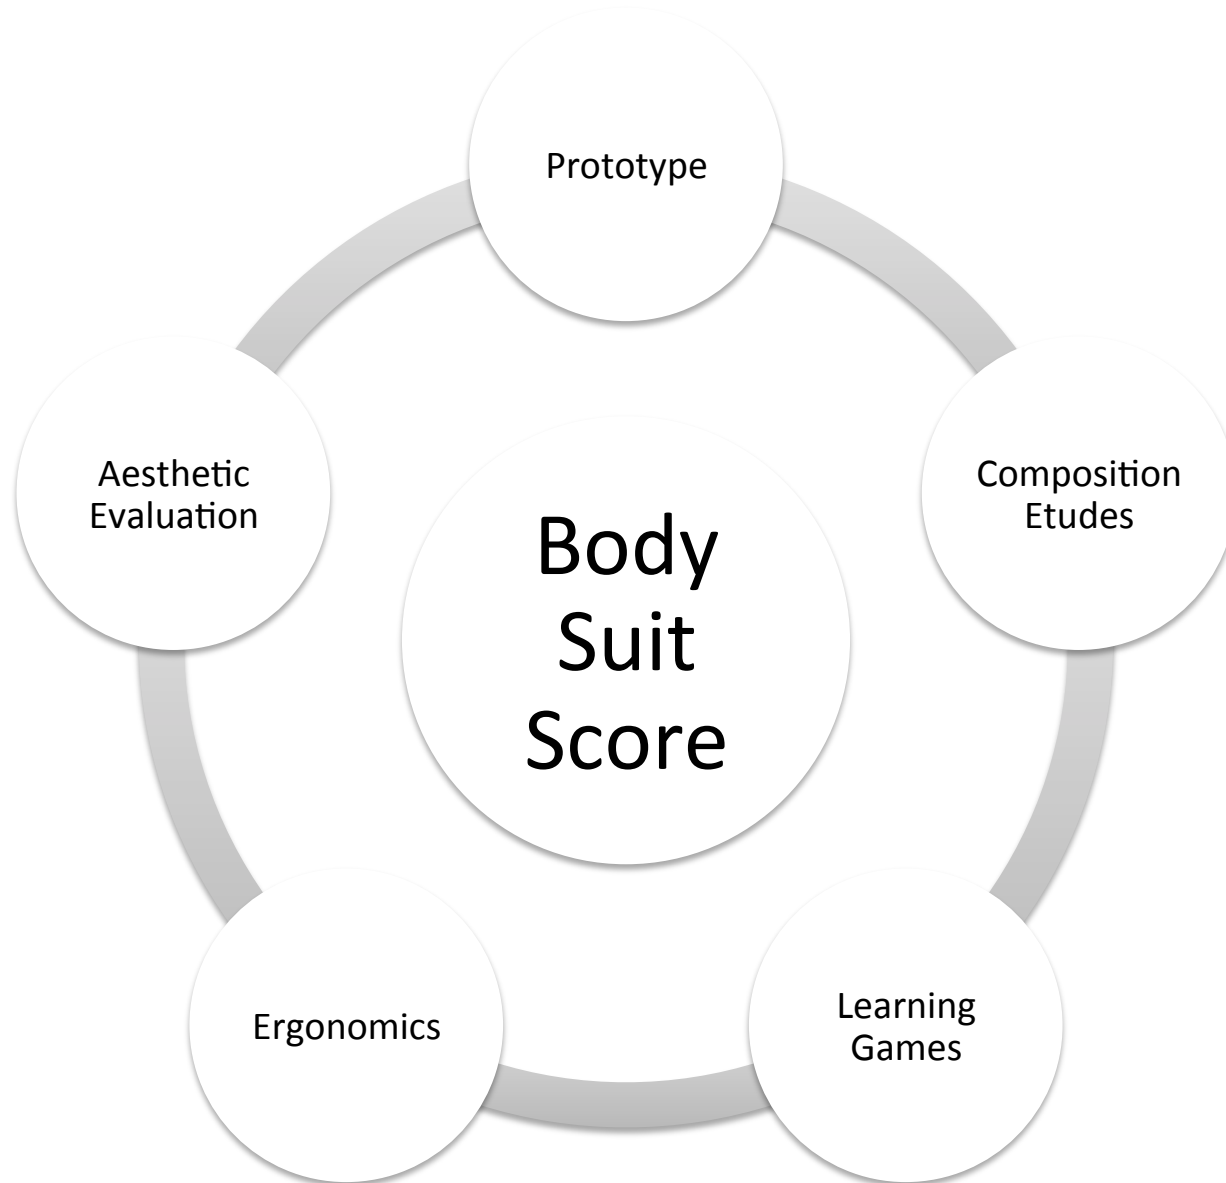 Prototype
Aesthetic
Evaluation
Composition
Etudes
Body
Suit
Score
Ergonomics
Learning
Games